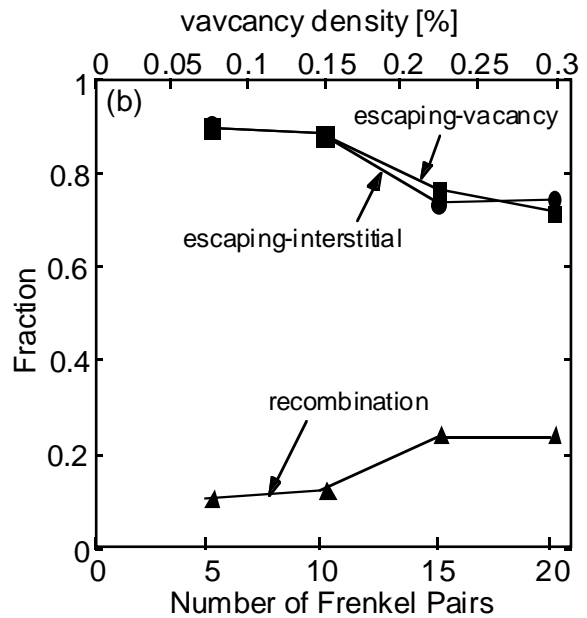 vavcancy density [%]
0 0.05 0.1 0.15 0.2 0.25 0.3
1
(b)
escaping-vacancy
0.8
escaping-interstitial
0.6
Fraction
0.4
recombination
0.2
0
0 5 10 15 20
Number of Frenkel Pairs